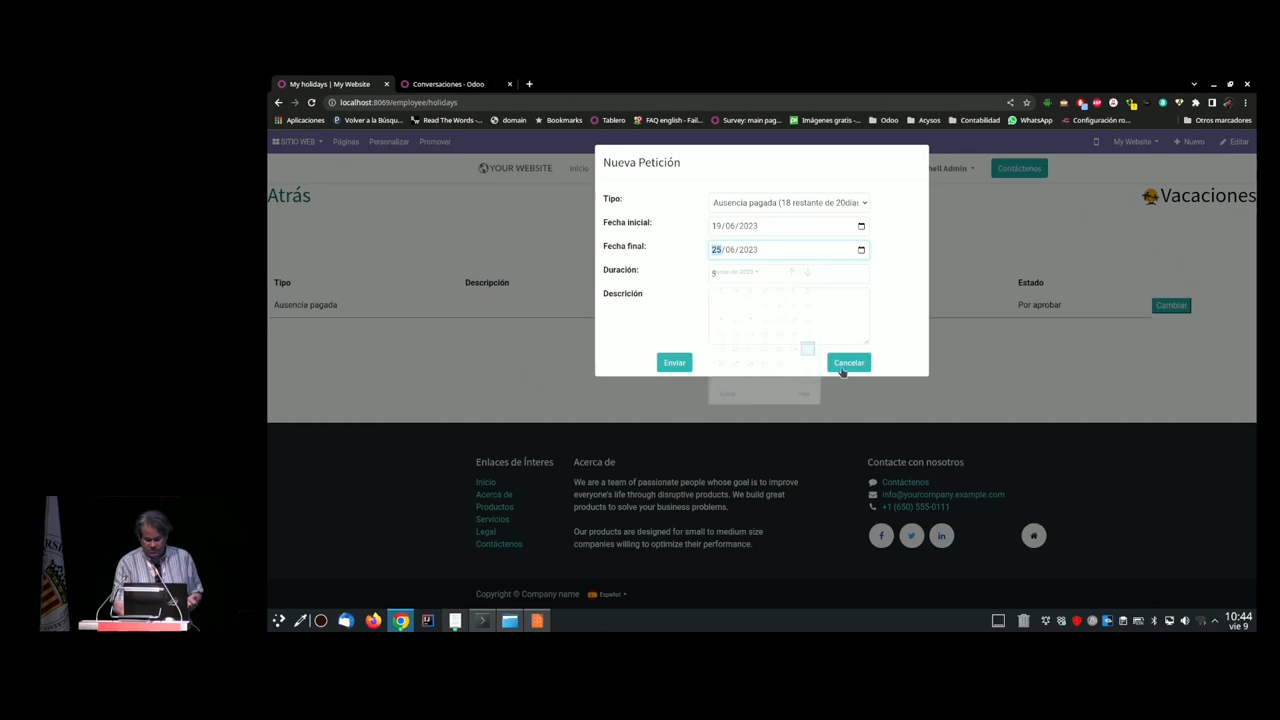 My holidays | My Website
Conversaciones - Odoo
localhost:8069/employee/holidays
Aplicaciones
Volver a la Búsqu...
Read The Words -...
domain
Bookmarks
Tablero
FAQ english - Fail...
Survey: main pag...
Imágenes gratis -...
Odoo
Acysos
Contabilidad
WhatsApp
Configuración ro...
Otros marcadores
SITIO WEB
Páginas
Personalizar
Promover
My Website
Nuevo
Editar
YOUR WEBSITE
Inicio
hell Admin
Contáctenos
Atrás
Vacaciones
Nueva Petición
Tipo:
Ausencia pagada (18 restante de 20días
Fecha inicial:
19/06/2023
Fecha final:
25/06/2023
Duración:
5
Descrición
Enviar
Cancelar
Tipo
Descripción
Estado
Ausencia pagada
Por aprobar
Cambiar
Enlaces de Ínteres
Inicio
Acerca de
Productos
Servicios
Legal
Contáctenos
Acerca de
We are a team of passionate people whose goal is to improve
everyone's life through disruptive products. We build great
products to solve your business problems.
Our products are designed for small to medium size
companies willing to optimize their performance.
Contacte con nosotros
Contáctenos
info@yourcompany.example.com
+1 (650) 555-0111
Copyright © Company name
Español
10:44
vie 9